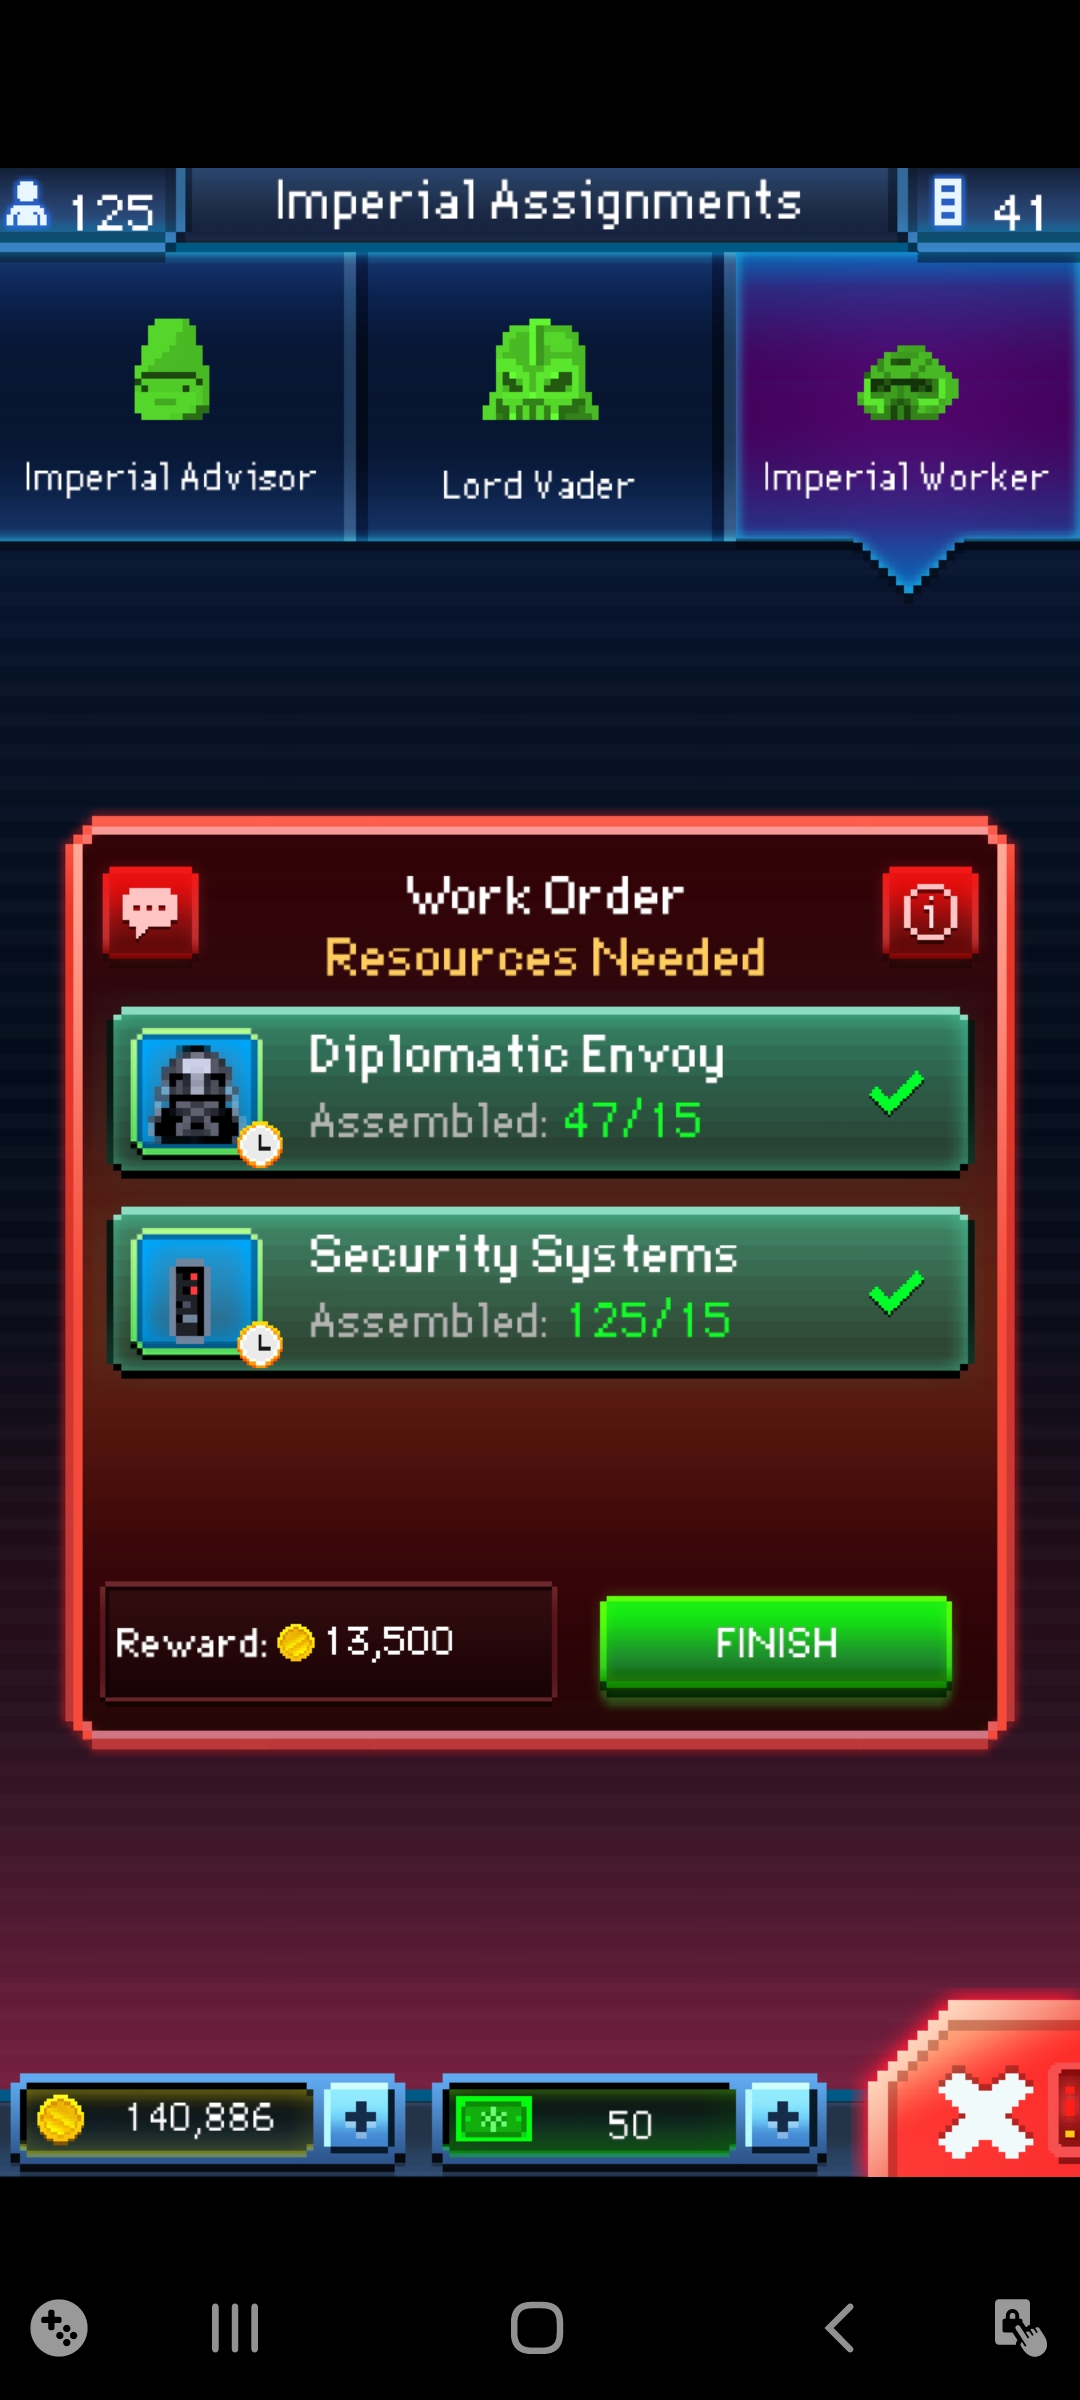 125
Imperial Assignments
41
Imperial Advisor
Lord Vader
Imperial Worker
Work Order
Resources Needed
Diplomatic Envoy
Assembled: 47/15
Security Systems
Assembled: 125/15
Reward: 13,500
FINISH
140,886
50